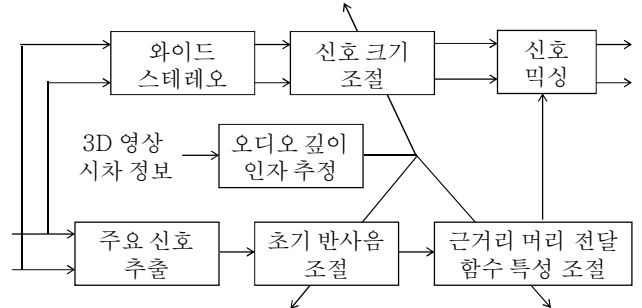 와이드
스테레오
신호 크기
조절
신호
믹싱
3D 영상
시차 정보
오디오 깊이
인자 추정
주요 신호
추출
초기 반사음
조절
근거리 머리 전달
함수 특성 조절